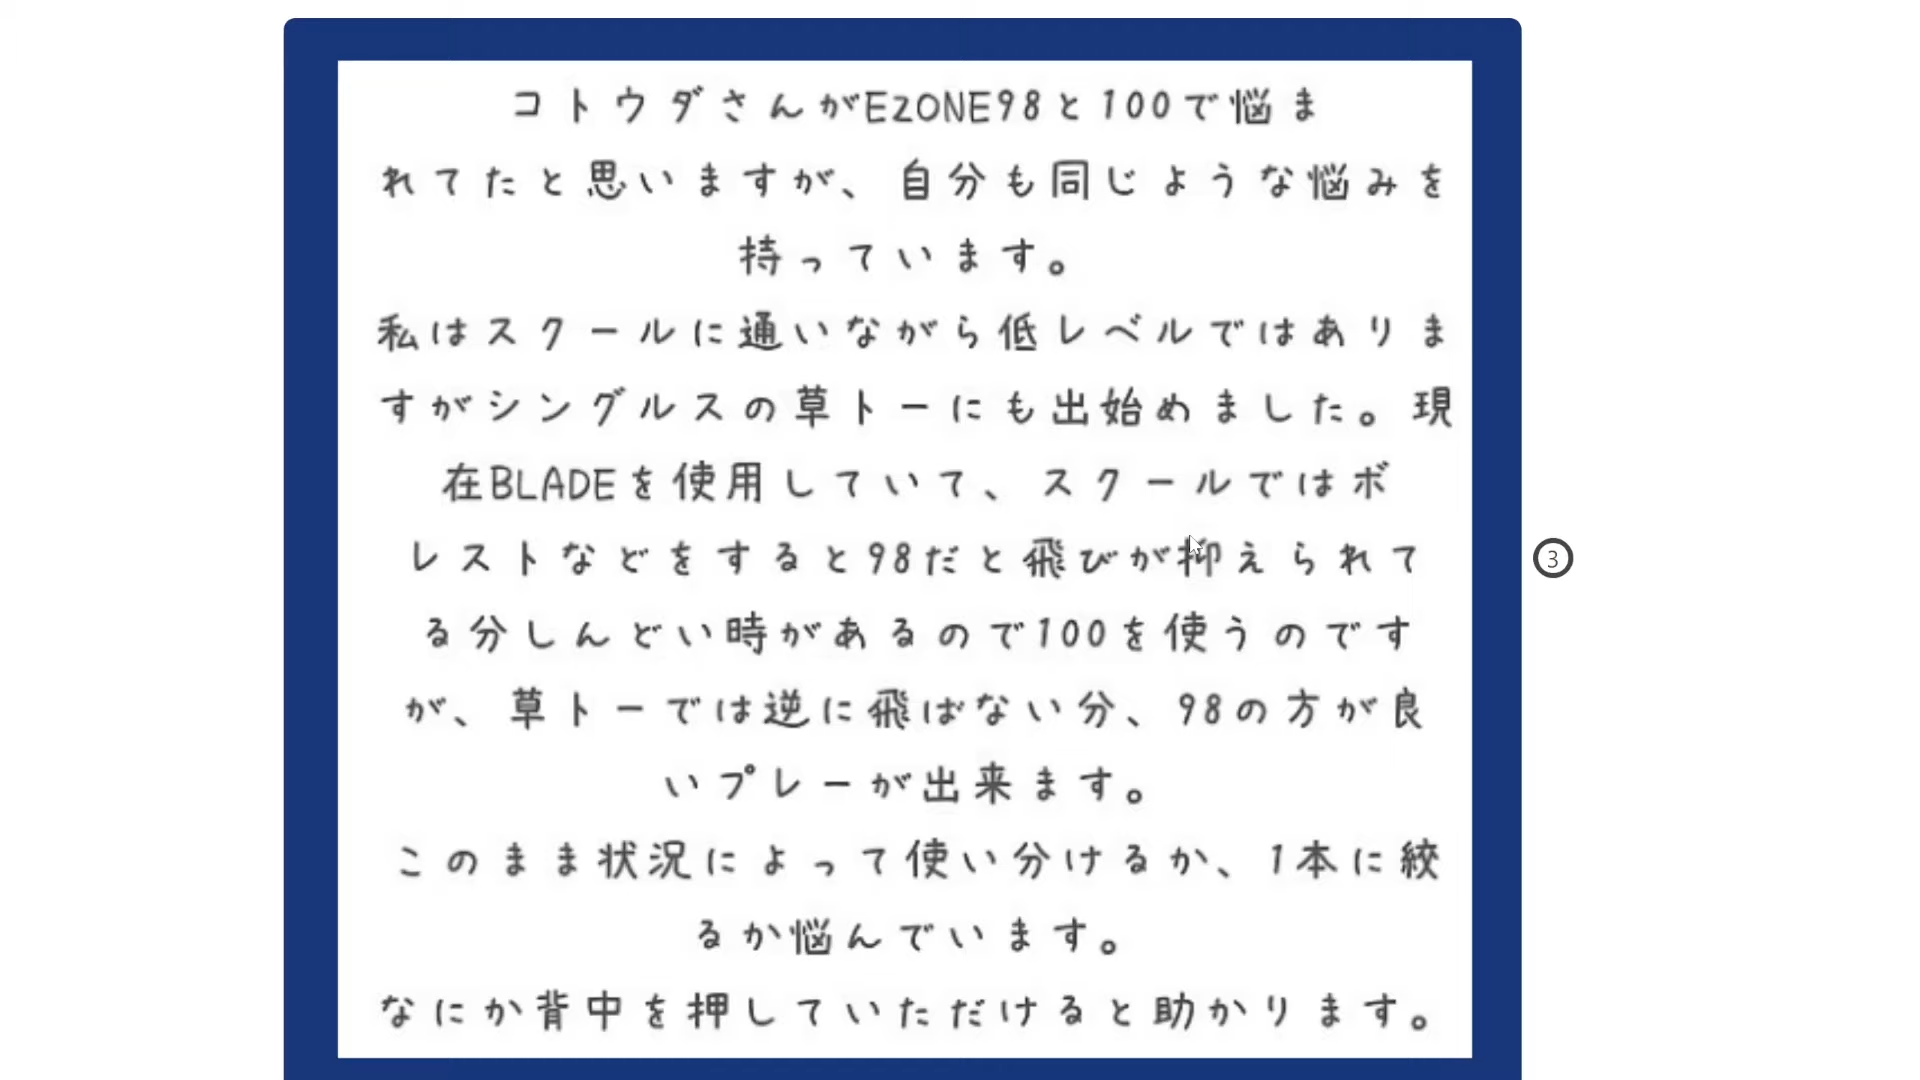 コトウダさんがEZONE98と100で悩ま
れてたと思いますが、自分も同じような悩みを
持っています。
私はスクールに通いながら低レベルではありま
すがシングルスの草トーにも出始めました。現
在BLADEを使用していて、スクールではボ
レストなどをすると98だと飛びが抑えられて
る分しんどい時があるので100を使うのです
が、草トーでは逆に飛ばない分、98の方が良
いプレーが出来ます。
このまま状況によって使い分けるか、1本に絞
るか悩んでいます。
なにか背中を押していただけると助かります。
3